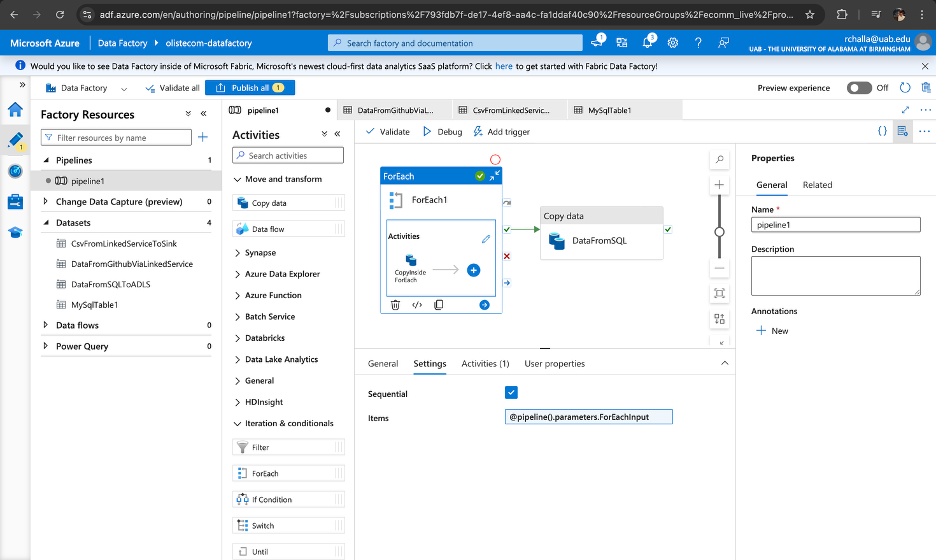 adf.azure.com/en/authoring/pipeline/pipeline1?factory=%2Fsubscriptions%2F793fdb7f-de17-4ef8-aa4c-fa1ddaf40c90%2FresourceGroups%2Fecomm_live%2Fpro...
Microsoft Azure
Data Factory
olistecom-datafactory
Search factory and documentation
1
3
rchalla@uab.edu
UAB - THE UNIVERSITY OF ALABAMA AT BIRMINGHAM
Would you like to see Data Factory inside of Microsoft Fabric, Microsoft's newest cloud-first data analytics SaaS platform? Click here to get started with Fabric Data Factory!
Data Factory
Validate all
Publish all 1
Preview experience
Off
1
Factory Resources
Filter resources by name
Pipelines 1
pipeline1
Change Data Capture (preview) 0
Datasets 4
CsvFromLinkedServiceToSink
DataFromGithubViaLinkedService
DataFromSQLToADLS
MySqlTable1
Data flows 0
Power Query 0
pipeline1
DataFromGithubViaL...
CsvFromLinkedServic...
MySqlTable1
Activities
Search activities
Move and transform
Copy data
Data flow
Synapse
Azure Data Explorer
Azure Function
Batch Service
Databricks
Data Lake Analytics
General
HDInsight
Iteration & conditionals
Filter
ForEach
If Condition
Switch
Until
Validate
Debug
Add trigger
ForEach
ForEach1
Activities
CopyInside
ForEach
Copy data
DataFromSQL
General
Settings
Activities (1)
User properties
Sequential
Items
@pipeline().parameters.ForEachInput
Properties
General
Related
Name *
pipeline1
Description
Annotations
New